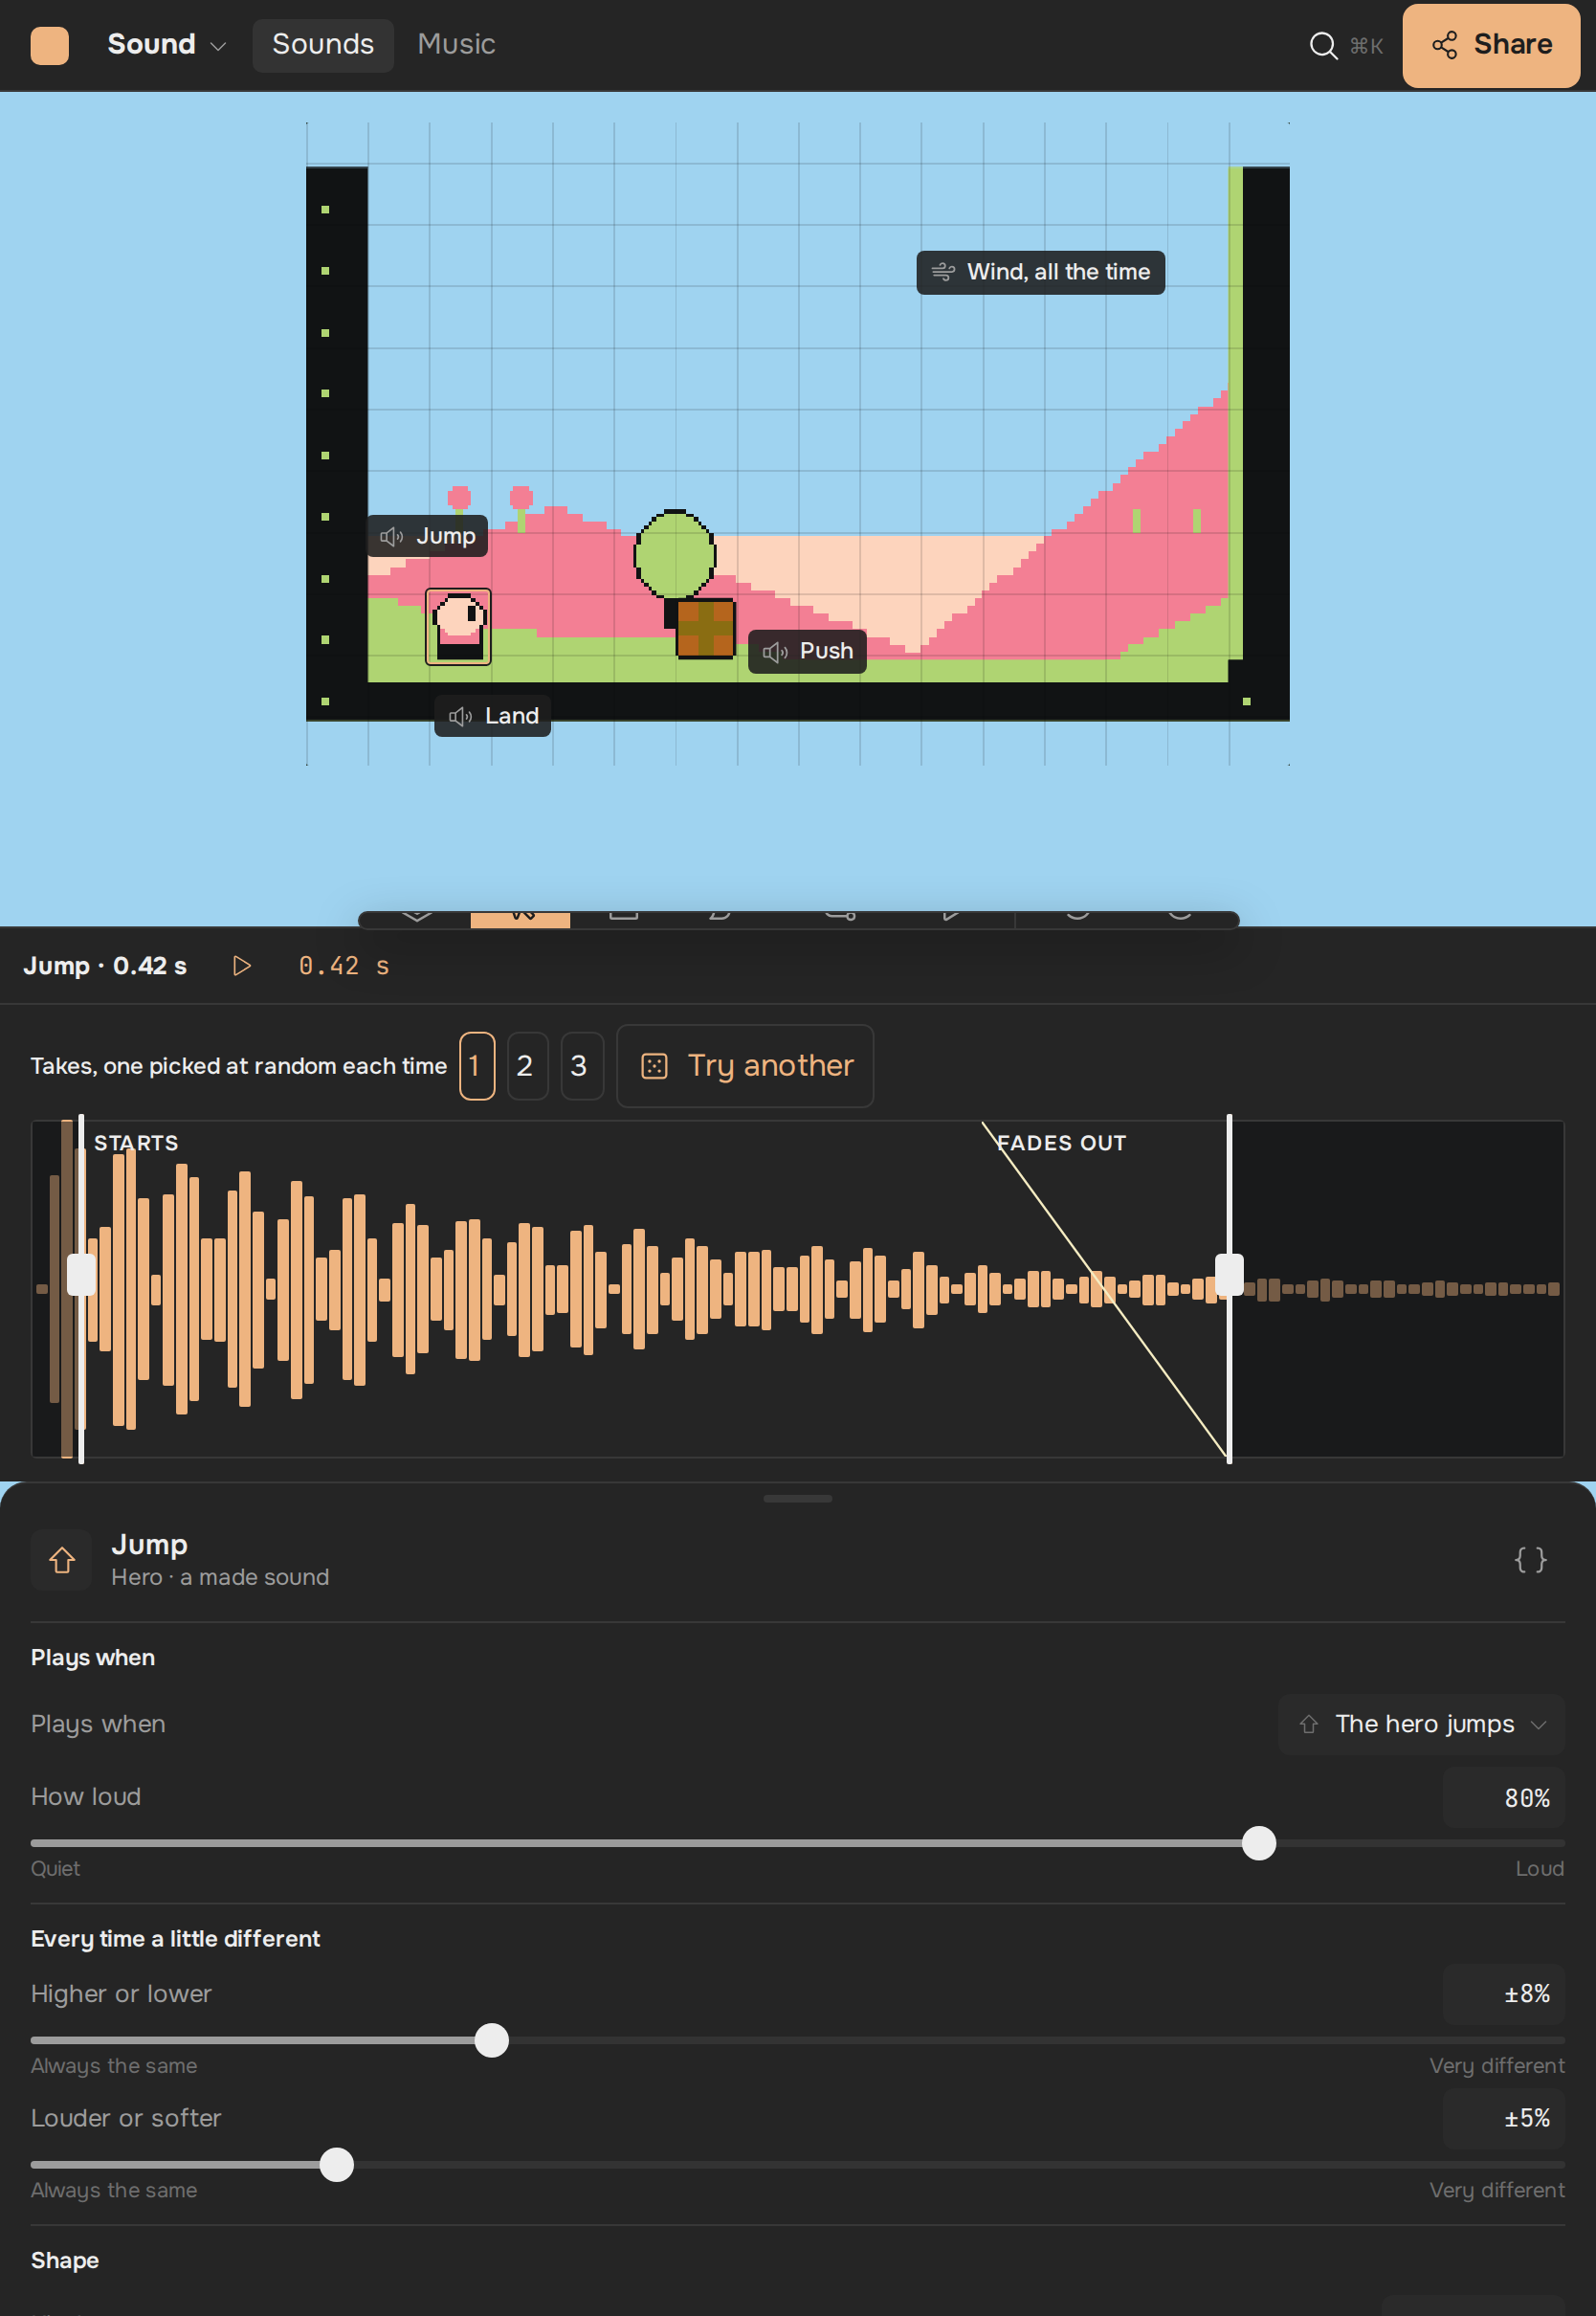 Sound
Sounds
Music
⌘K
Share
Wind, all the time
Jump
Push
Land
Jump · 0.42 s
0.42 s
Takes, one picked at random each time
1
2
3
Try another
STARTS
FADES OUT
Jump
Hero · a made sound
{ }
Plays when
Plays when
The hero jumps
How loud
80%
Quiet
Loud
Every time a little different
Higher or lower
±8%
Always the same
Very different
Louder or softer
±5%
Always the same
Very different
Shape